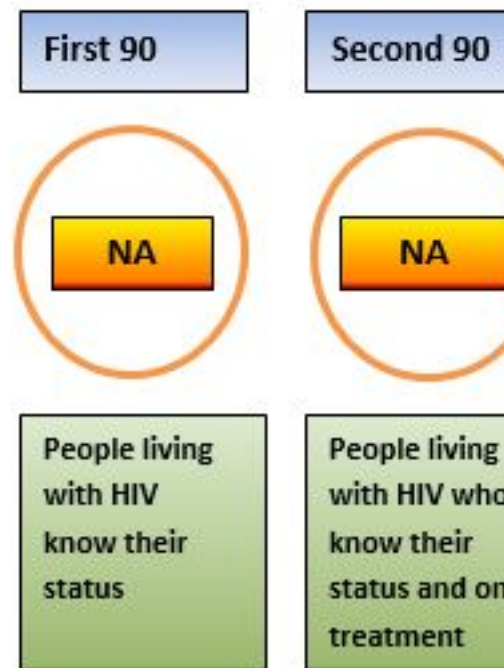 First 90
Second 90
NA
NA
People living
with HIV
know their
status
People living
with HIV who
know their
status and on
treatment